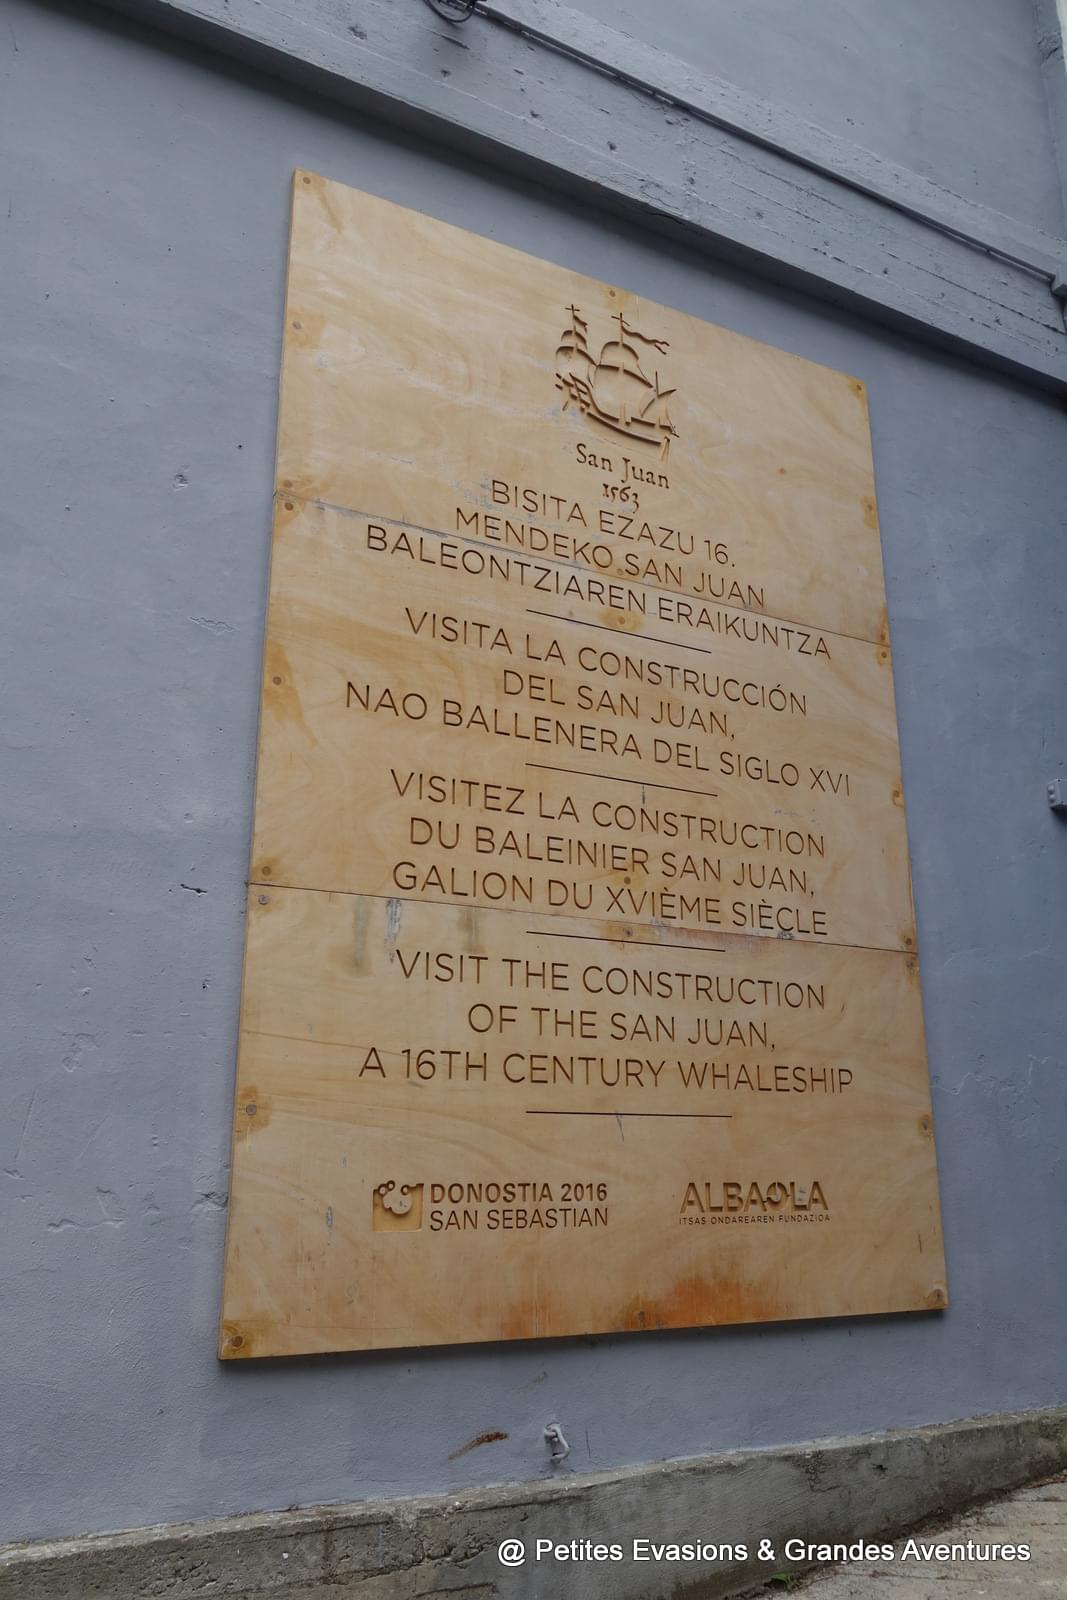 San Juan
1563
BISITA EZAZU 16.
MENDEKO SAN JUAN
BALEONTZIAREN ERAIKUNTZA
VISITA LA CONSTRUCCIÓN
DEL SAN JUAN,
NAO BALLENERA DEL SIGLO XVI
VISITEZ LA CONSTRUCTION
DU BALEINIER SAN JUAN,
GALION DU XVIÈME SIÈCLE
VISIT THE CONSTRUCTION
OF THE SAN JUAN,
A 16TH CENTURY WHALESHIP
DONOSTIA 2016
SAN SEBASTIAN
ALBAOLA
ITSAS ONDAREAREN FUNDAZIOA
@ Petites Evasions & Grandes Aventures